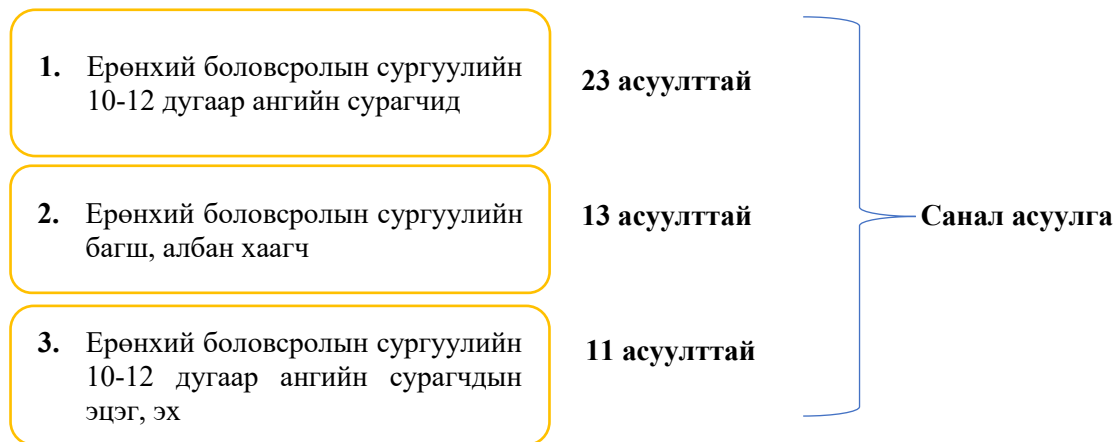 1. Ерөнхий боловсролын сургуулийн
10-12 дугаар ангийн сурагчид
23 асуулттай
2. Ерөнхий боловсролын сургуулийн
багш, албан хаагч
13 асуулттай
Санал асуулга
3. Ерөнхий боловсролын сургуулийн
10-12 дугаар ангийн сурагчдын
эцэг, эх
11 асуулттай